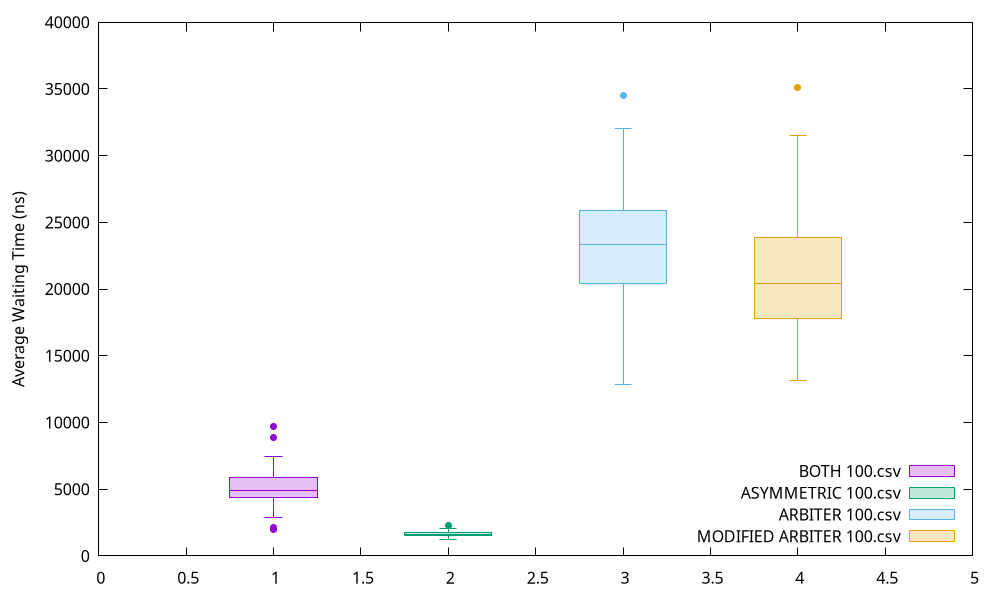 40000
35000
30000
25000
20000
15000
10000
5000
0
Average Waiting Time (ns)
BOTH 100.csv
ASYMMETRIC 100.csv
ARBITER 100.csv
MODIFIED ARBITER 100.csv
0 0.5 1 1.5 2 2.5 3 3.5 4 4.5 5